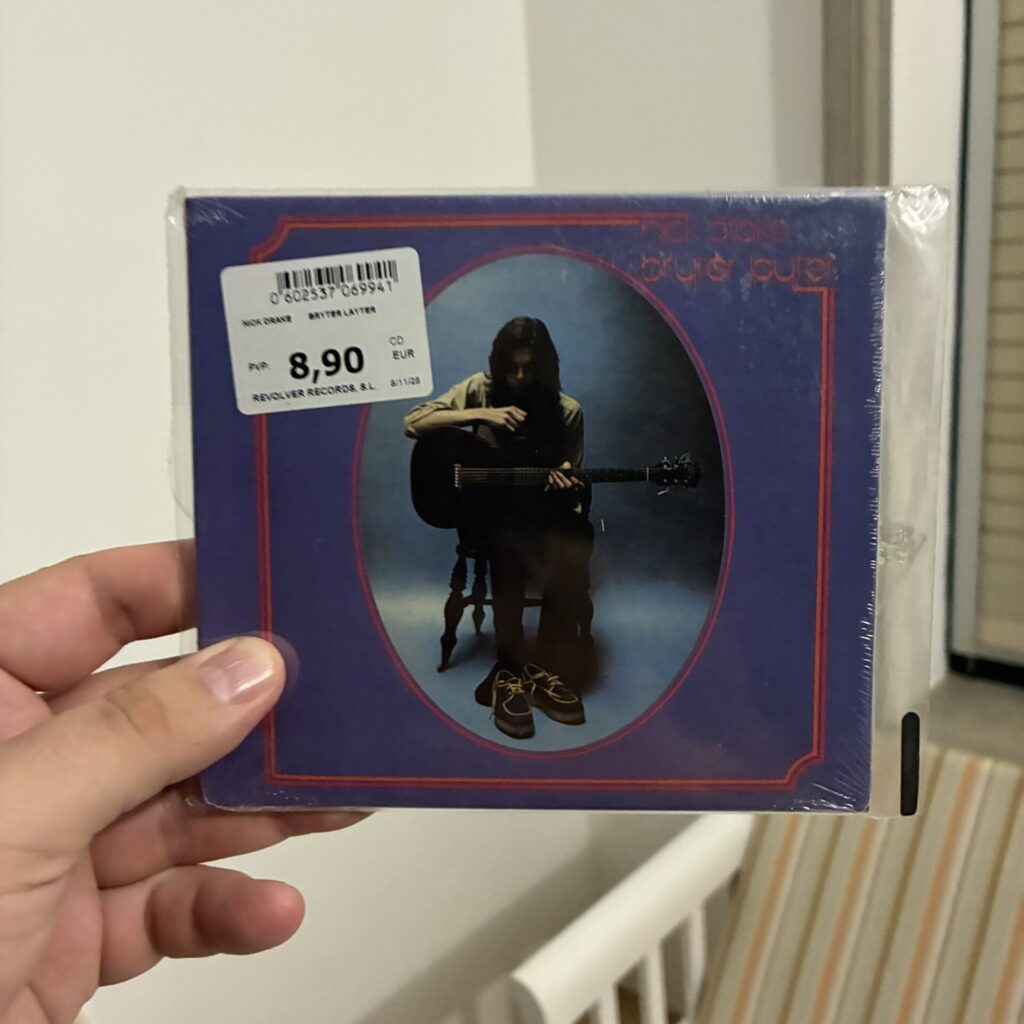 0 602537 069941
NICK DRAKE BRYTER LAYTER
PVP: 8,90 CD EUR
REVOLVER RECORDS, S.L. 8/11/25
nick drake
bryter layter